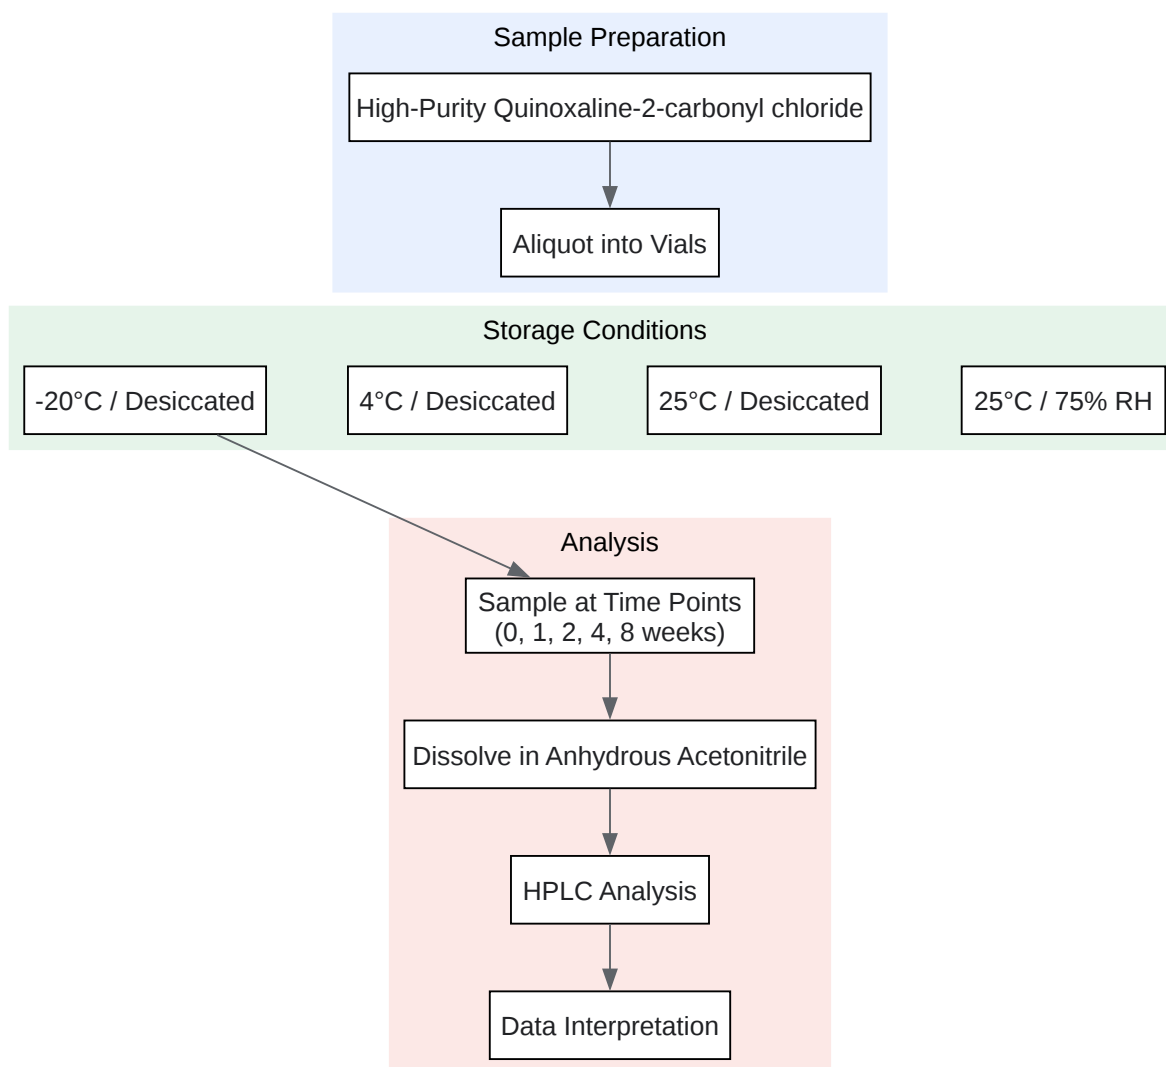 Sample Preparation
High-Purity Quinoxaline-2-carbonyl chloride
Aliquot into Vials
Storage Conditions
-20°C / Desiccated
4°C / Desiccated
25°C / Desiccated
25°C / 75% RH
Analysis
Sample at Time Points
(0, 1, 2, 4, 8 weeks)
Dissolve in Anhydrous Acetonitrile
HPLC Analysis
Data Interpretation